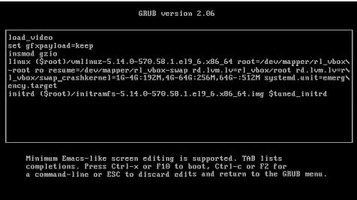 GRUB version 2.06
load_video
set gfxpayload=keep
insmod gzio
linux ($root)/vmlinuz-5.14.0-570.58.1.el9_6.x86_64 root=/dev/mapper/rl_vbox\
-root ro resume=/dev/mapper/rl_vbox-swap rd.lvm.lv=rl_vbox/root rd.lvm.lv=r\
l_vbox/swap crashkernel=1G-4G:192M,4G-64G:256M,64G-:512M systemd.unit=emerg\
ency.target
initrd ($root)/initramfs-5.14.0-570.58.1.el9_6.x86_64.img $tuned_initrd
Minimum Emacs-like screen editing is supported. TAB lists
completions. Press Ctrl-x or F10 to boot, Ctrl-c or F2 for
a command-line or ESC to discard edits and return to the GRUB menu.